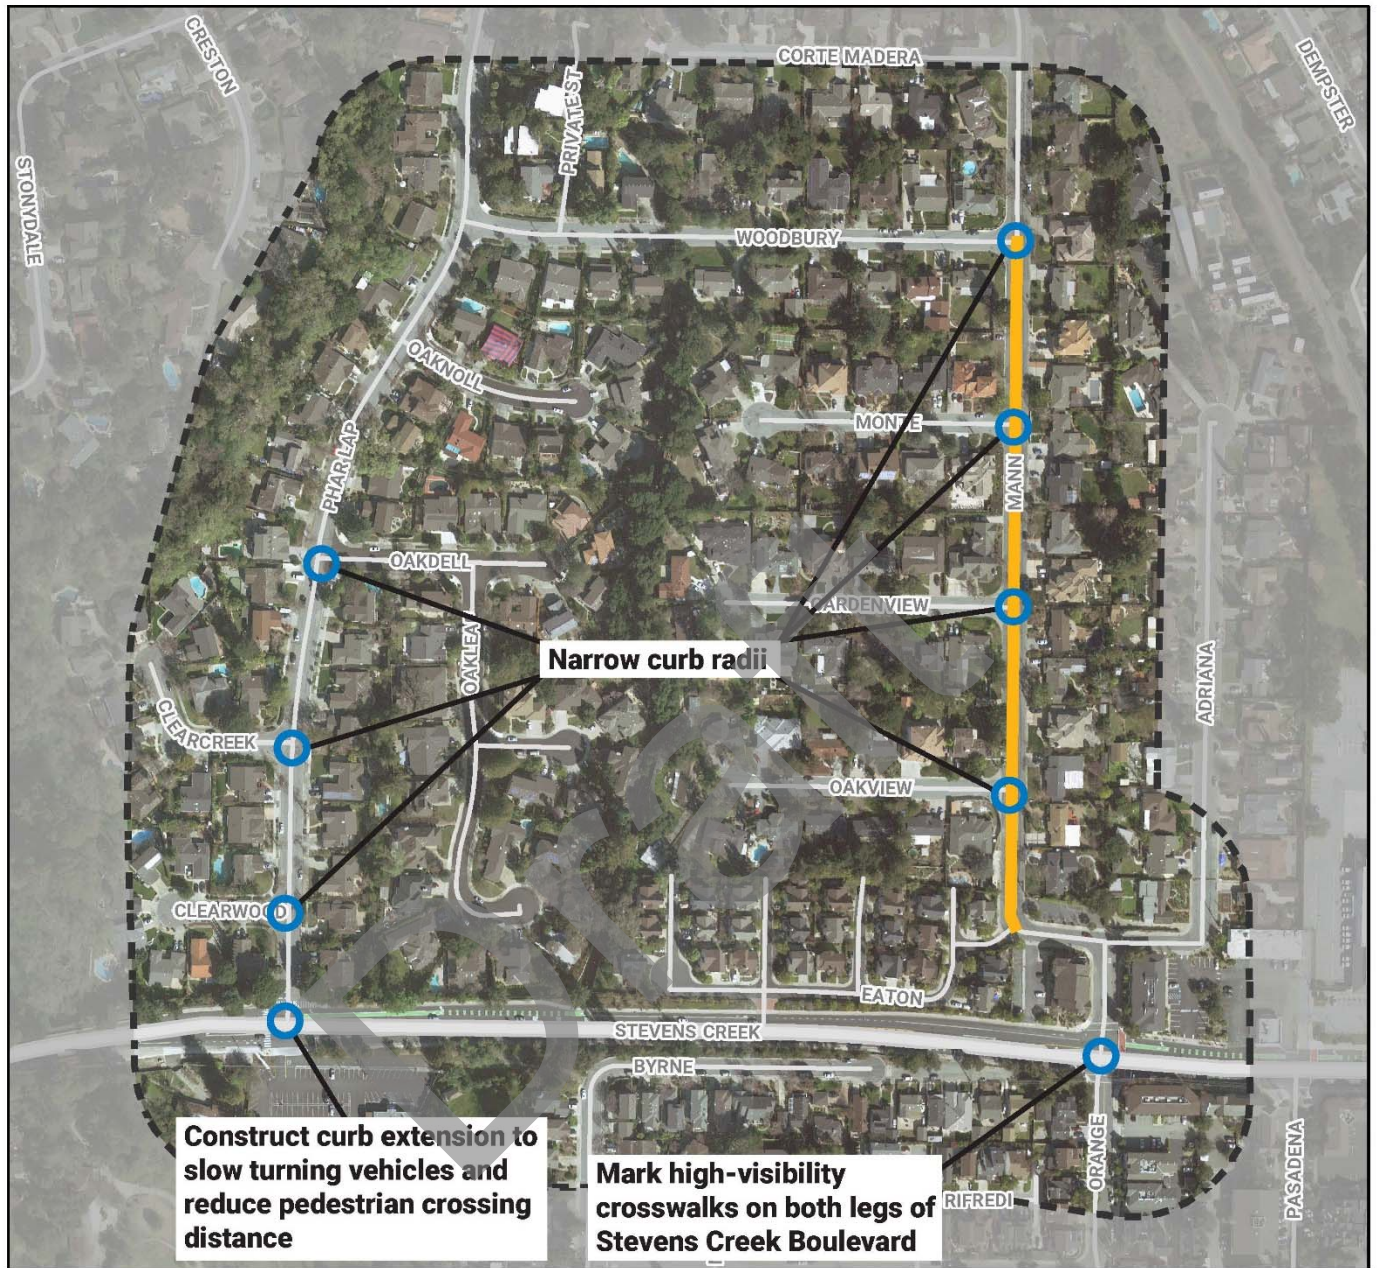 CORTE MADERA
CRESTON
DEMPSTER
STONYDALE
PRIVATE ST
WOODBURY
OAKNOLL
MONTE
MANN
PHAR LAP
OAKDELL
GARDENVIEW
OAKLEAF
Narrow curb radii
ADRIANA
CLEARCREEK
OAKVIEW
CLEARWOOD
EATON
STEVENS CREEK
BYRNE
ORANGE
PASADENA
RIFREDI
Construct curb extension to
slow turning vehicles and
reduce pedestrian crossing
distance
Mark high-visibility
crosswalks on both legs of
Stevens Creek Boulevard
Draft